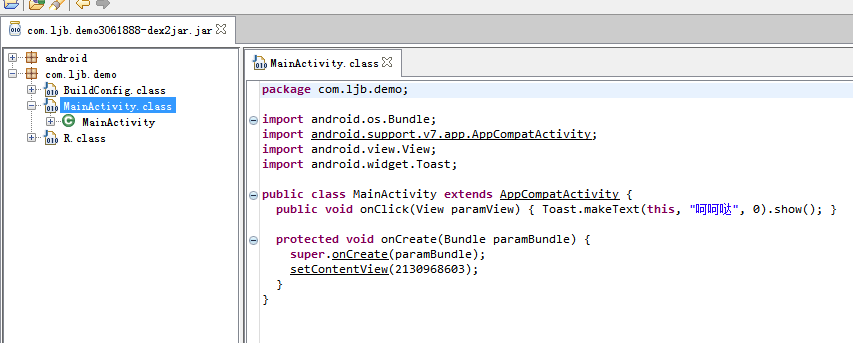 com.ljb.demo3061888-dex2jar.jar
android
com.ljb.demo
BuildConfig.class
MainActivity.class
MainActivity
R.class
MainActivity.class
package com.ljb.demo;
import android.os.Bundle;
import android.support.v7.app.AppCompatActivity;
import android.view.View;
import android.widget.Toast;
public class MainActivity extends AppCompatActivity {
public void onClick(View paramView) { Toast.makeText(this, "呵呵哒", 0).show(); }
protected void onCreate(Bundle paramBundle) {
super.onCreate(paramBundle);
setContentView(2130968603);
}
}